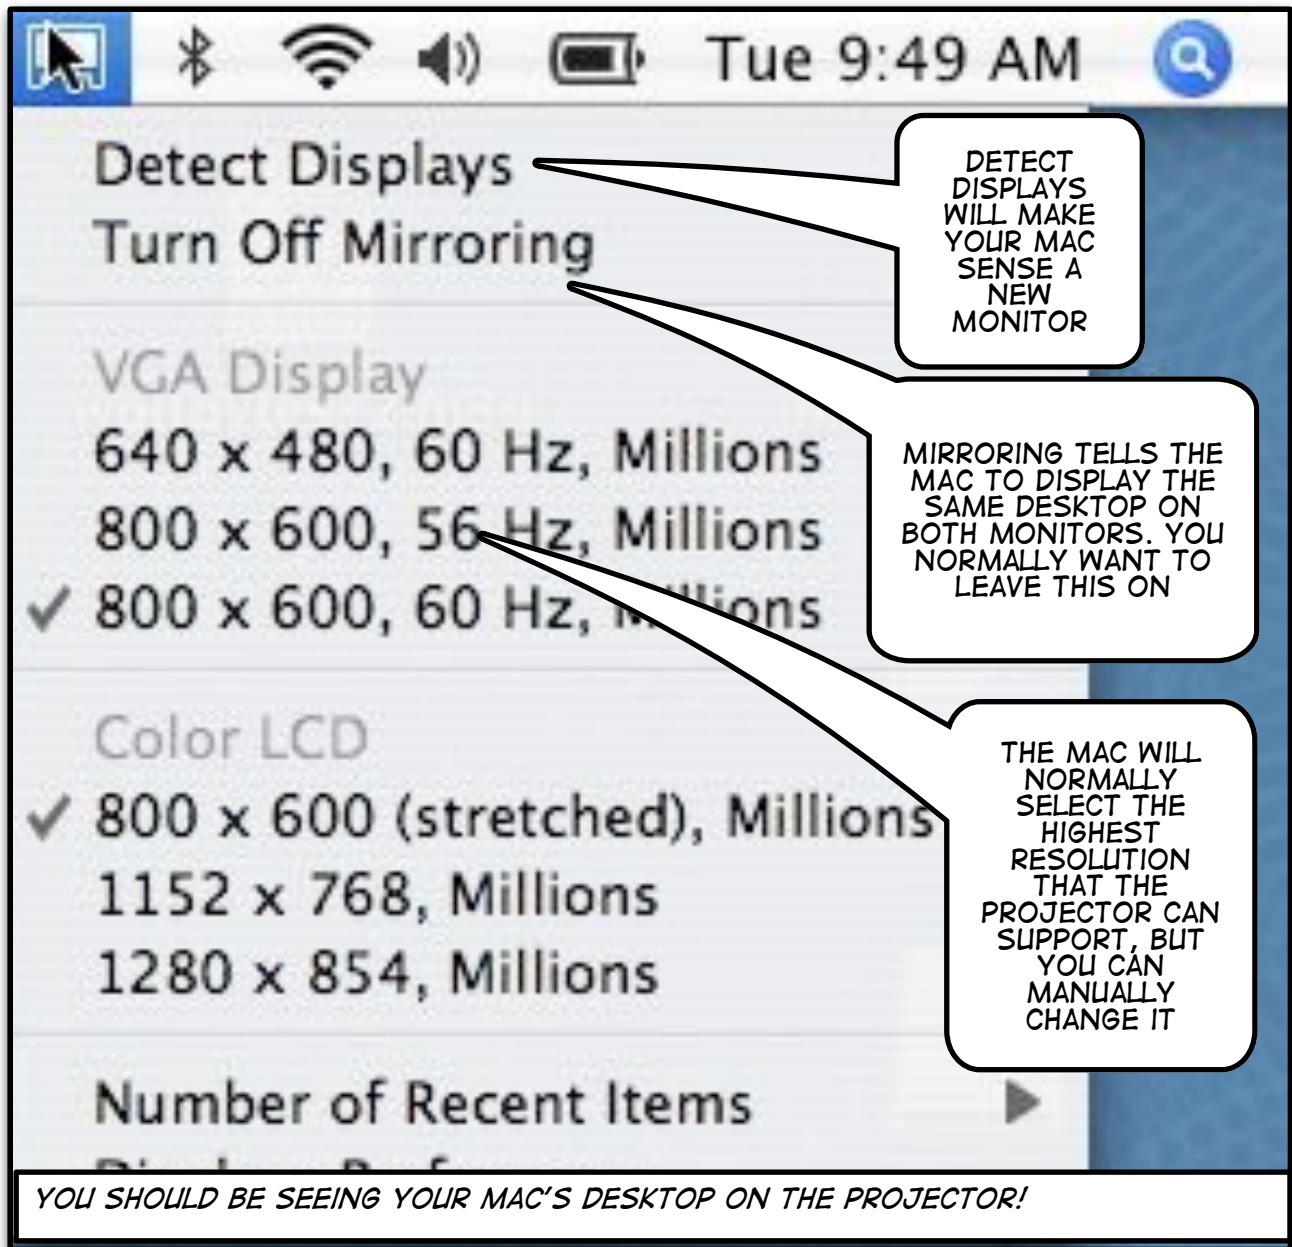 Tue 9:49 AM
Detect Displays
Turn Off Mirroring
DETECT
DISPLAYS
WILL MAKE
YOUR MAC
SENSE A
NEW
MONITOR
VGA Display
640 x 480, 60 Hz, Millions
800 x 600, 56 Hz, Millions
800 x 600, 60 Hz, Millions
MIRRORING TELLS THE
MAC TO DISPLAY THE
SAME DESKTOP ON
BOTH MONITORS. YOU
NORMALLY WANT TO
LEAVE THIS ON
Color LCD
800 x 600 (stretched), Millions
1152 x 768, Millions
1280 x 854, Millions
THE MAC WILL
NORMALLY
SELECT THE
HIGHEST
RESOLUTION
THAT THE
PROJECTOR CAN
SUPPORT, BUT
YOU CAN
MANUALLY
CHANGE IT
Number of Recent Items
YOU SHOULD BE SEEING YOUR MAC'S DESKTOP ON THE PROJECTOR!